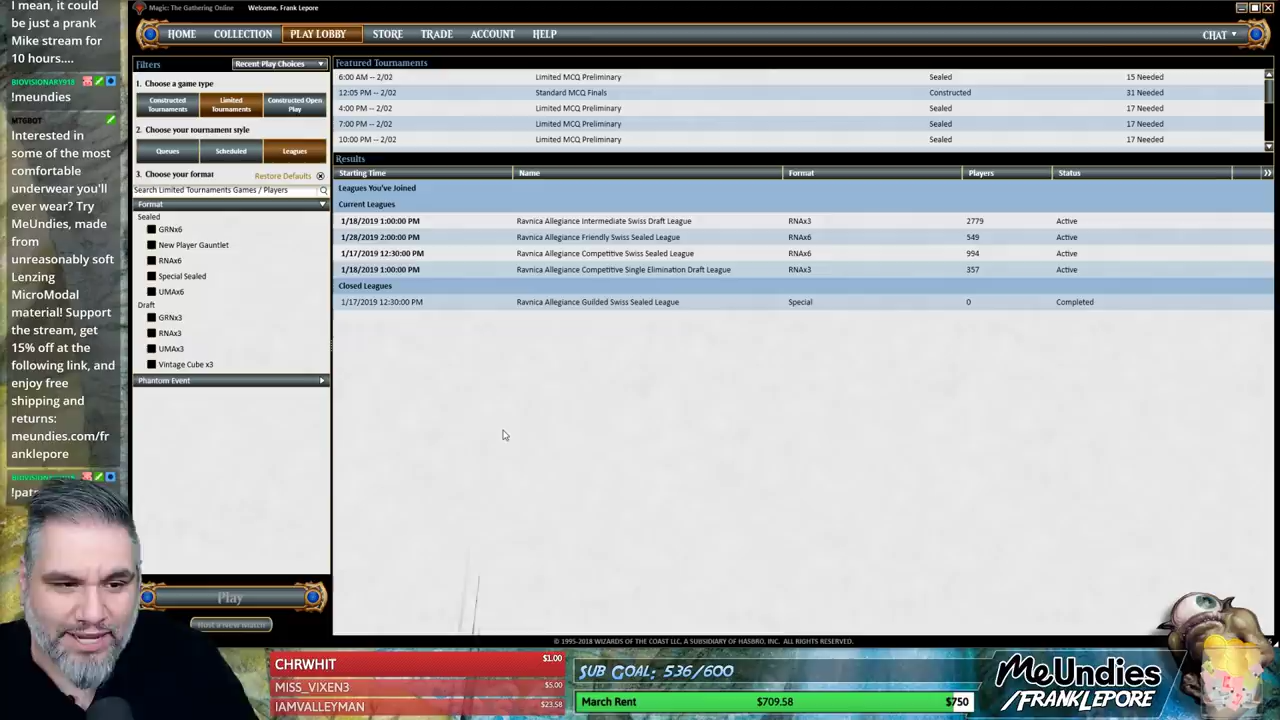 I mean, it could
be just a prank
Mike stream for
10 hours....
BIOVISIONARY918
!meundies
MTGBOT
Interested in
some of the most
comfortable
underwear you'll
ever wear? Try
MeUndies, made
from
unreasonably soft
Lenzing
MicroModal
material! Support
the stream, get
15% off at the
following link, and
enjoy free
shipping and
returns:
meundies.com/fr
anklepore
Magic: The Gathering Online
Welcome, Frank Lepore
HOME COLLECTION PLAY LOBBY STORE TRADE ACCOUNT HELP
CHAT
Filters
Recent Play Choices
1. Choose a game type
Constructed Tournaments
Limited Tournaments
Constructed Open Play
2. Choose your tournament style
Queues
Scheduled
Leagues
3. Choose your format
Restore Defaults
Search Limited Tournaments Games / Players
Format
Sealed
GRNx6
New Player Gauntlet
RNAx6
Special Sealed
UMAx6
Draft
GRNx3
RNAx3
UMAx3
Vintage Cube x3
Phantom Event
Play
Host a New Match
Featured Tournaments
6:00 AM -- 2/02 Limited MCQ Preliminary Sealed 15 Needed
12:05 PM -- 2/02 Standard MCQ Finals Constructed 31 Needed
4:00 PM -- 2/02 Limited MCQ Preliminary Sealed 17 Needed
7:00 PM -- 2/02 Limited MCQ Preliminary Sealed 17 Needed
10:00 PM -- 2/02 Limited MCQ Preliminary Sealed 17 Needed
Results
Starting Time Name Format Players Status
Leagues You've Joined
Current Leagues
1/18/2019 1:00:00 PM Ravnica Allegiance Intermediate Swiss Draft League RNAx3 2779 Active
1/28/2019 2:00:00 PM Ravnica Allegiance Friendly Swiss Sealed League RNAx6 549 Active
1/17/2019 12:30:00 PM Ravnica Allegiance Competitive Swiss Sealed League RNAx6 994 Active
1/18/2019 1:00:00 PM Ravnica Allegiance Competitive Single Elimination Draft League RNAx3 357 Active
Closed Leagues
1/17/2019 12:30:00 PM Ravnica Allegiance Guilded Swiss Sealed League Special 0 Completed
© 1995-2018 WIZARDS OF THE COAST LLC, A SUBSIDIARY OF HASBRO, INC. ALL RIGHTS RESERVED.
CHRWHIT $1.00
MISS_VIXEN3 $5.00
IAMVALLEYMAN $23.58
SUB GOAL: 536/600
March Rent $709.58 $750
MeUndies
/FRANKLEPORE